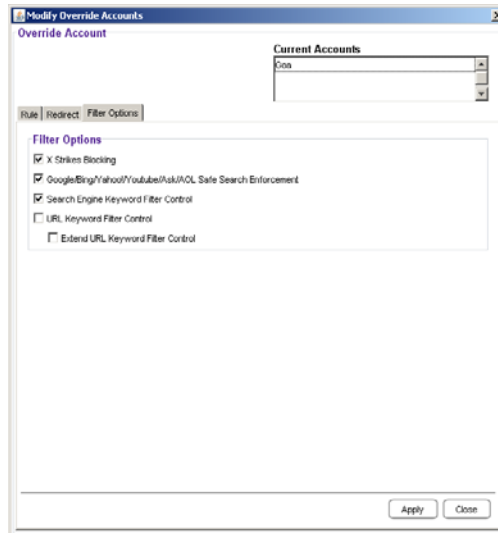 Modify Override Accounts
Override Account
Current Accounts
Goa
Rule Redirect Filter Options
Filter Options
X Strikes Blocking
Google/Bing/Yahoo!/Youtube/Ask/AOL Safe Search Enforcement
Search Engine Keyword Filter Control
URL Keyword Filter Control
Extend URL Keyword Filter Control
Apply Close